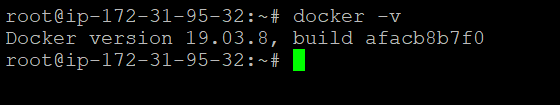 root@ip-172-31-95-32:~# docker -v
Docker version 19.03.8, build afacb8b7f0
root@ip-172-31-95-32:~#